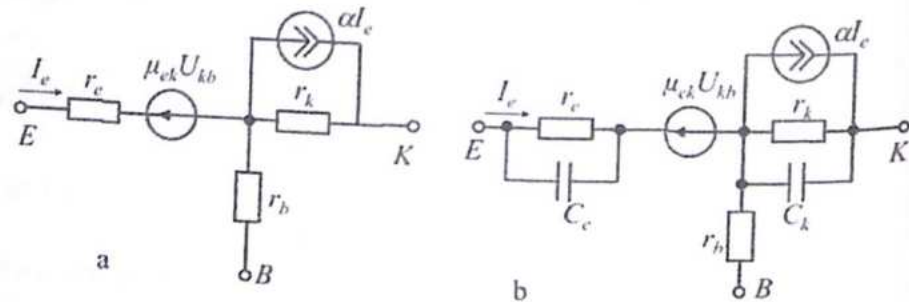 αI_e
I_e
r_e
μ_ek U_kb
r_k
E
K
r_b
B
a
αI_e
I_e
r_e
μ_ek U_kb
r_k
E
K
C_e
C_k
r_b
B
b